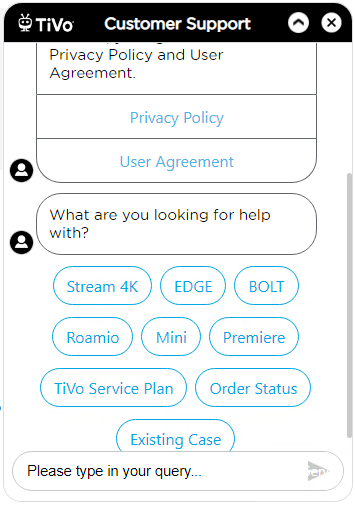 TiVo Customer Support
Privacy Policy and User
Agreement.
Privacy Policy
User Agreement
What are you looking for help
with?
Stream 4K EDGE BOLT
Roamio Mini Premiere
TiVo Service Plan Order Status
Existing Case
Please type in your query...